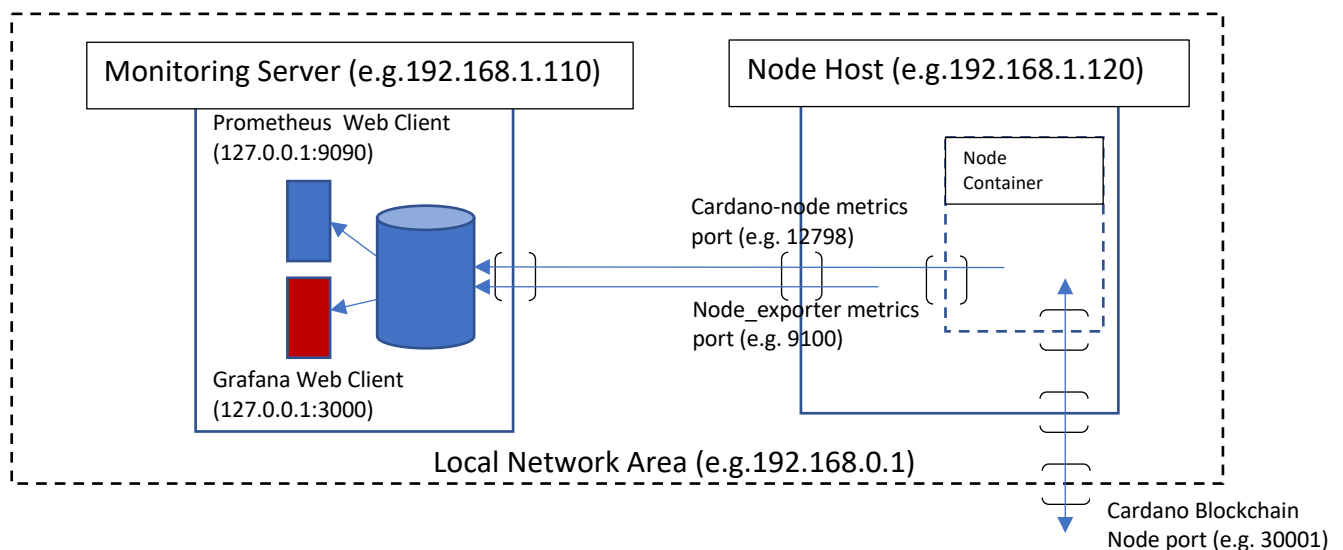 Monitoring Server (e.g.192.168.1.110)
Node Host (e.g.192.168.1.120)
Prometheus  Web Client
(127.0.0.1:9090)
Node
Container
Cardano-node metrics
port (e.g. 12798)
Node_exporter metrics
port (e.g. 9100)
Grafana Web Client
(127.0.0.1:3000)
Local Network Area (e.g.192.168.0.1)
Cardano Blockchain
Node port (e.g. 30001)